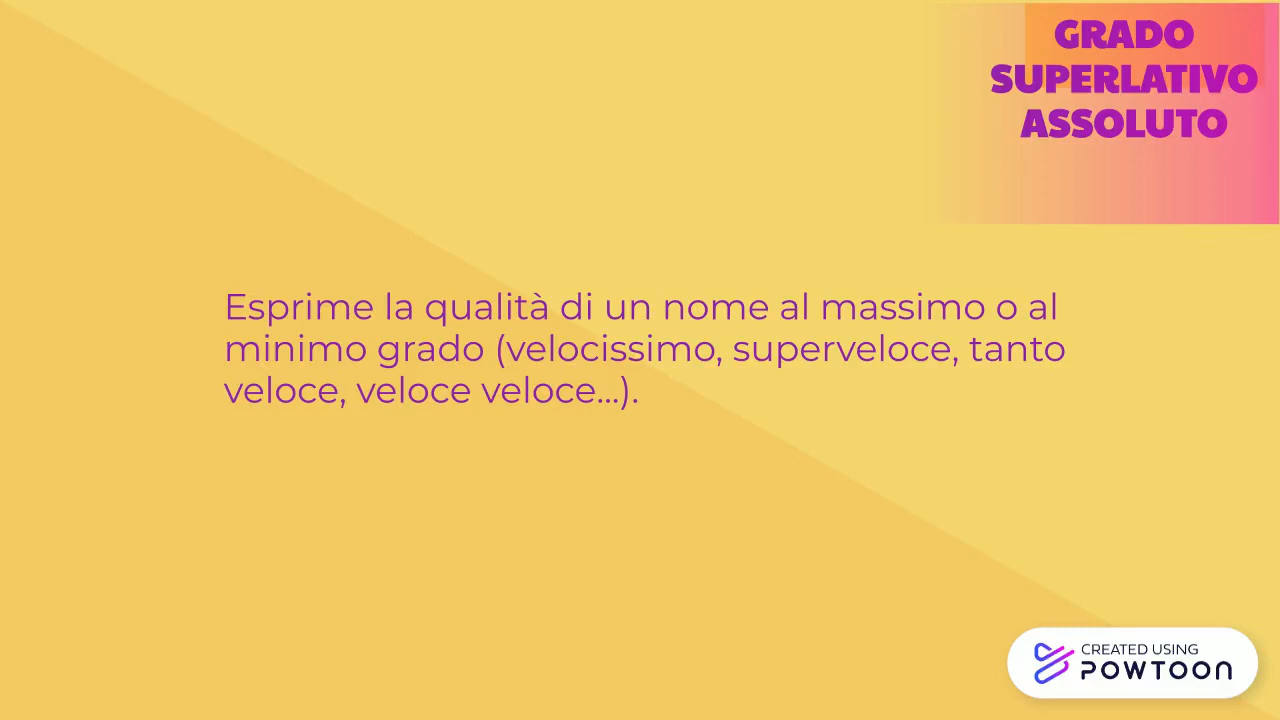 GRADO
SUPERLATIVO
ASSOLUTO
Esprime la qualità di un nome al massimo o al
minimo grado (velocissimo, superveloce, tanto
veloce, veloce veloce...).
CREATED USING
POWTOON